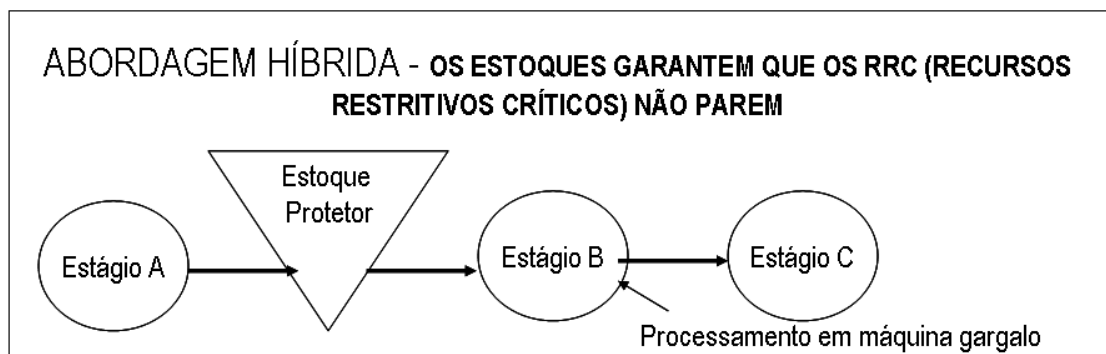 ABORDAGEM HÍBRIDA - OS ESTOQUES GARANTEM QUE OS RRC (RECURSOS
RESTRITIVOS CRÍTICOS) NÃO PAREM
Estoque
Protetor
Estágio A
Estágio B
Estágio C
Processamento em máquina gargalo